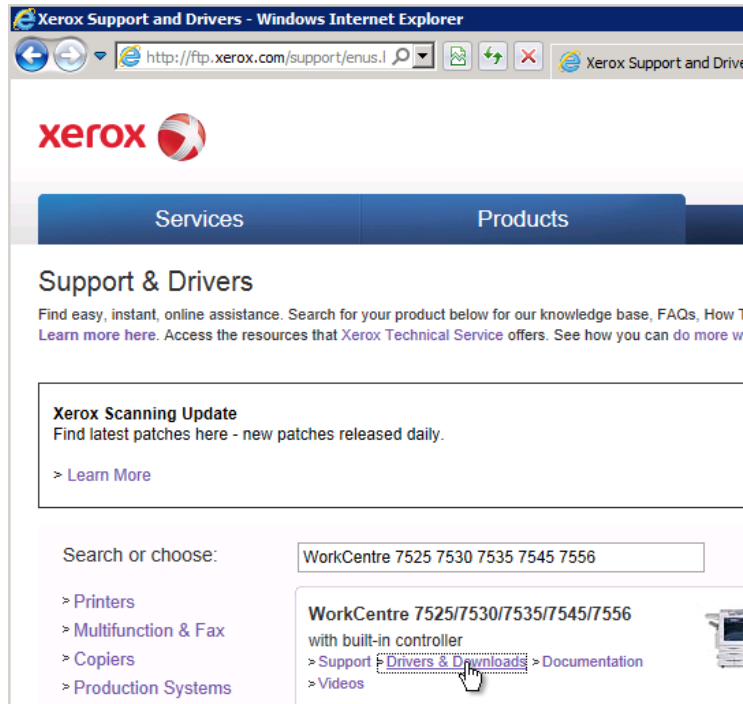 Xerox Support and Drivers - Windows Internet Explorer
http://ftp.xerox.com/support/enus.
Xerox Support and Drive
xerox
Services Products
Support & Drivers
Find easy, instant, online assistance. Search for your product below for our knowledge base, FAQs, How T
Learn more here. Access the resources that Xerox Technical Service offers. See how you can do more w
Xerox Scanning Update
Find latest patches here - new patches released daily.
> Learn More
Search or choose: WorkCentre 7525 7530 7535 7545 7556
> Printers
> Multifunction & Fax
> Copiers
> Production Systems
WorkCentre 7525/7530/7535/7545/7556
with built-in controller
> Support > Drivers & Downloads > Documentation
> Videos